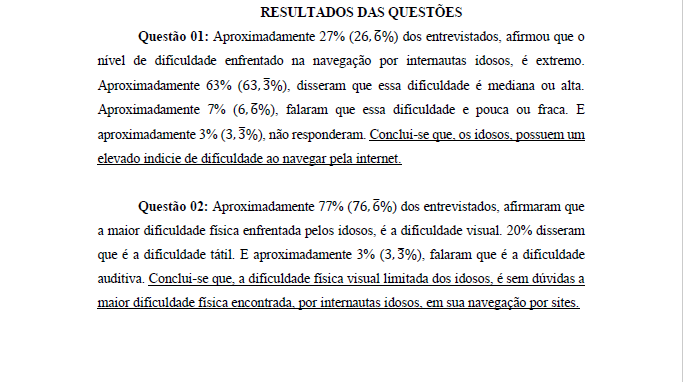 RESULTADOS DAS QUESTÕES
Questão 01: Aproximadamente 27% (26, 6̅%) dos entrevistados, afirmou que o
nível de dificuldade enfrentado na navegação por internautas idosos, é extremo.
Aproximadamente 63% (63, 3̅%), disseram que essa dificuldade é mediana ou alta.
Aproximadamente 7% (6, 6̅%), falaram que essa dificuldade e pouca ou fraca. E
aproximadamente 3% (3, 3̅%), não responderam. Conclui-se que, os idosos, possuem um
elevado indicie de dificuldade ao navegar pela internet.
Questão 02: Aproximadamente 77% (76, 6̅%) dos entrevistados, afirmaram que
a maior dificuldade física enfrentada pelos idosos, é a dificuldade visual. 20% disseram
que é a dificuldade tátil. E aproximadamente 3% (3, 3̅%), falaram que é a dificuldade
auditiva. Conclui-se que, a dificuldade física visual limitada dos idosos, é sem dúvidas a
maior dificuldade física encontrada, por internautas idosos, em sua navegação por sites.